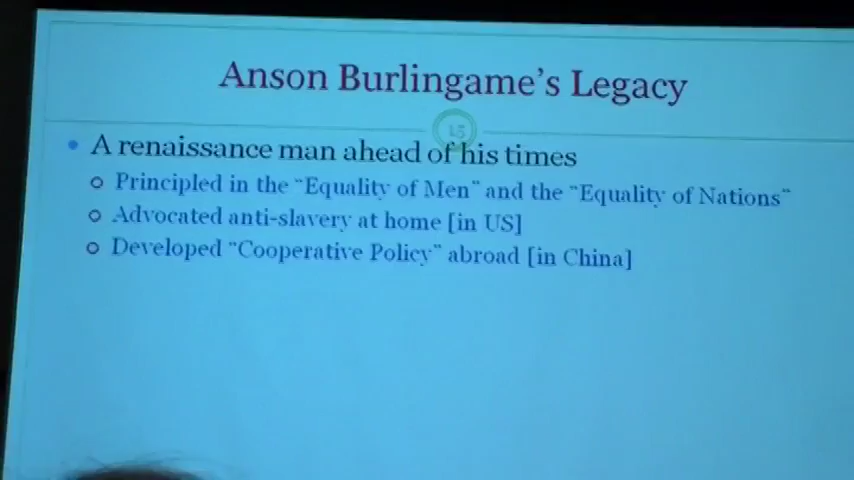 Anson Burlingame's Legacy
15
A renaissance man ahead of his times
Principled in the "Equality of Men" and the "Equality of Nations"
Advocated anti-slavery at home [in US]
Developed "Cooperative Policy" abroad [in China]